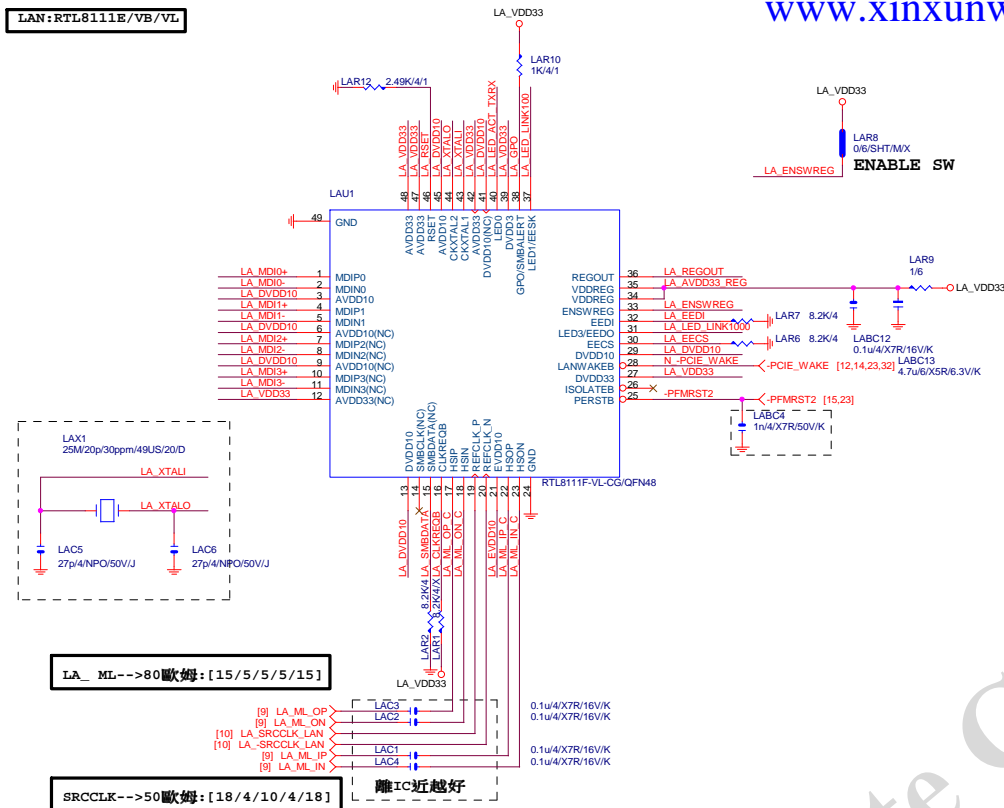 LAN:RTL8111E/VB/VL
www.xinxunw
LA_VDD33
LAR10
1K/4/1
LAR12 2.49K/4/1
LA_VDD33
LAR8
0/6/SHT/M/X
ENABLE SW
LA_ENSWREG
LA_VDD33
LA_VDD33
LA_RSET
LA_DVDD10
LA_XTALO
LA_XTALI
LA_VDD33
LA_DVDD10
LA_LED_ACT_TXRX
LA_VDD33
LA_GPO
LA_LED_LINK100
48
47
46
45
44
43
42
41
40
39
38
37
LAU1
AVDD33
AVDD33
RSET
AVDD10
CKXTAL2
CKXTAL1
AVDD33
DVDD10(NC)
LED0
DVDD3
GPO/SMBALERT
LED1/EESK
49 GND
LA_MDI0+ 1 MDIP0
LA_MDI0- 2 MDIN0
LA_DVDD10 3 AVDD10
LA_MDI1+ 4 MDIP1
LA_MDI1- 5 MDIN1
LA_DVDD10 6 AVDD10(NC)
LA_MDI2+ 7 MDIP2(NC)
LA_MDI2- 8 MDIN2(NC)
LA_DVDD10 9 AVDD10(NC)
LA_MDI3+ 10 MDIP3(NC)
LA_MDI3- 11 MDIN3(NC)
LA_VDD33 12 AVDD33(NC)
REGOUT 36 LA_REGOUT
VDDREG 35 LA_AVDD33_REG
VDDREG 34
ENSWREG 33 LA_ENSWREG
EEDI 32 LA_EEDI
LED3/EEDO 31 LA_LED_LINK1000
EECS 30 LA_EECS
DVDD10 29 LA_DVDD10
LANWAKEB 28 N_-PCIE_WAKE
DVDD33 27 LA_VDD33
ISOLATEB 26
PERSTB 25 -PFMRST2
LAR9
1/6
LA_VDD33
LAR7 8.2K/4
LAR6 8.2K/4
LABC12
0.1u/4/X7R/16V/K
-PCIE_WAKE [12,14,23,32]
LABC13
4.7u/6/X5R/6.3V/K
-PFMRST2 [15,23]
LABC4
1n/4/X7R/50V/K
DVDD10
SMBCLK(NC)
SMBDATA(NC)
CLKREQB
HSIP
HSIN
REFCLK_P
REFCLK_N
EVDD10
HSOP
HSON
GND
RTL8111F-VL-CG/QFN48
13
14
15
16
17
18
19
20
21
22
23
24
LA_DVDD10
LA_SMBDATA
LA_CLKREQB
LA_ML_OP_C
LA_ML_ON_C
LA_EVDD10
LA_ML_IP_C
LA_ML_IN_C
LAX1
25M/20p/30ppm/49US/20/D
LA_XTALI
LA_XTALO
LAC5
27p/4/NPO/50V/J
LAC6
27p/4/NPO/50V/J
8.2K/4
8.2K/4/X
LAR2
LAR1
LA_VDD33
LA_ ML-->80歐姆:[15/5/5/5/15]
[9] LA_ML_OP LAC3 0.1u/4/X7R/16V/K
[9] LA_ML_ON LAC2 0.1u/4/X7R/16V/K
[10] LA_SRCCLK_LAN
[10] LA_-SRCCLK_LAN
[9] LA_ML_IP LAC1 0.1u/4/X7R/16V/K
[9] LA_ML_IN LAC4 0.1u/4/X7R/16V/K
離IC近越好
SRCCLK-->50歐姆:[18/4/10/4/18]